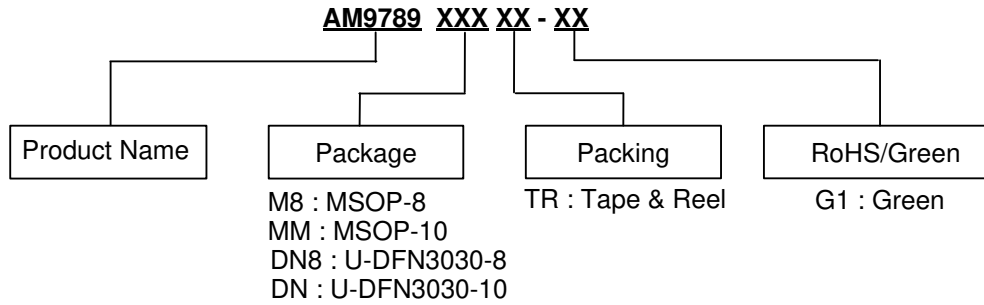 AM9789 XXX XX - XX
Product Name
Package
Packing
RoHS/Green
M8 : MSOP-8
MM : MSOP-10
DN8 : U-DFN3030-8
DN : U-DFN3030-10
TR : Tape & Reel
G1 : Green